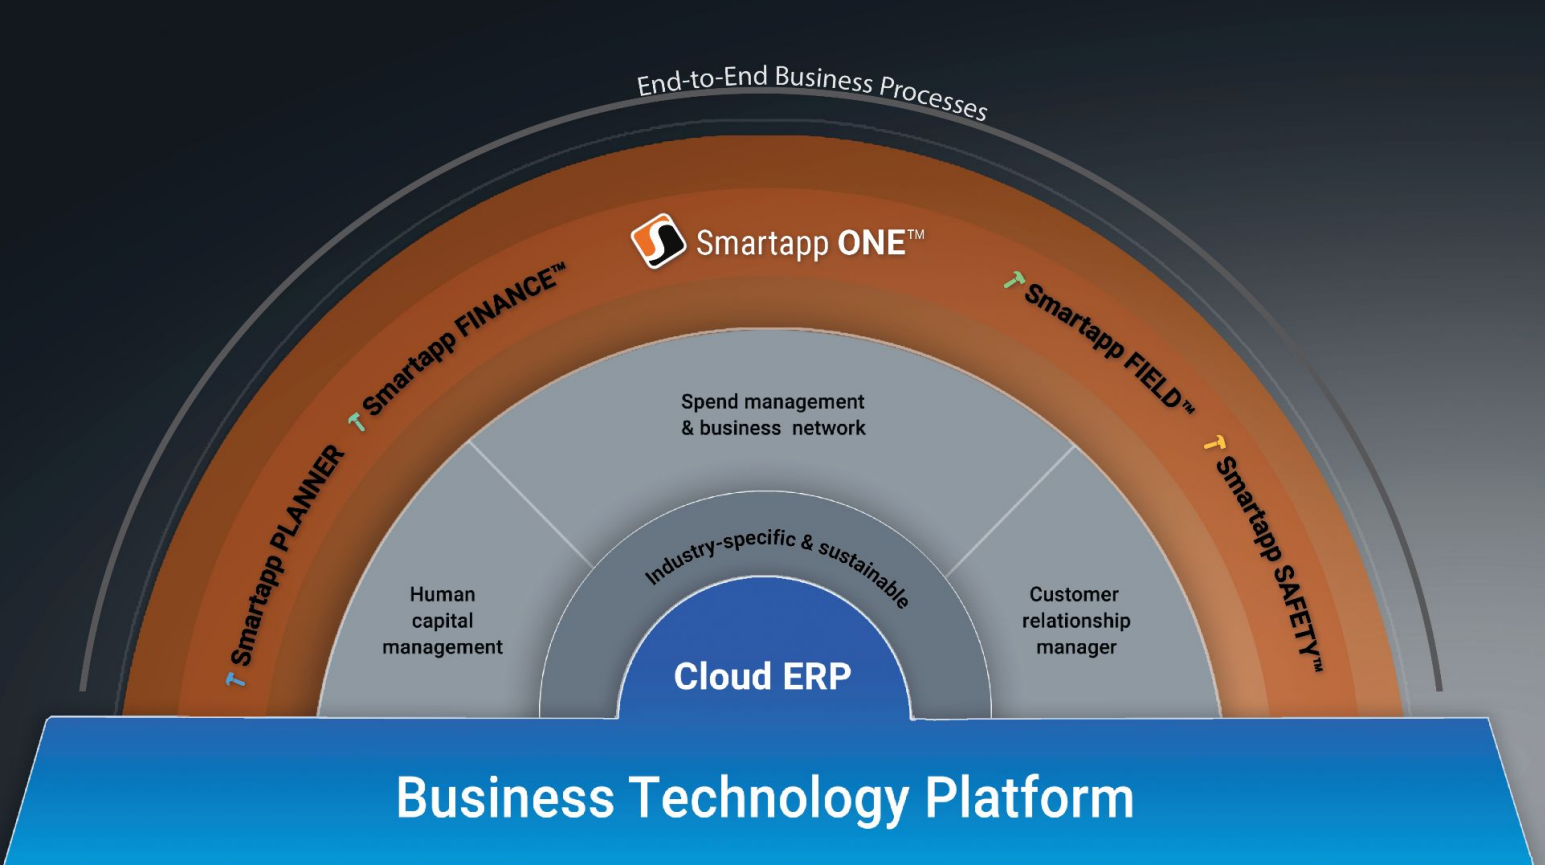 End-to-End Business Processes
Smartapp ONE™
Smartapp FINANCE™
Smartapp FIELD™
Smartapp PLANNER
Smartapp SAFETY™
Spend management
& business network
Industry-specific & sustainable
Human
capital
management
Customer
relationship
manager
Cloud ERP
Business Technology Platform